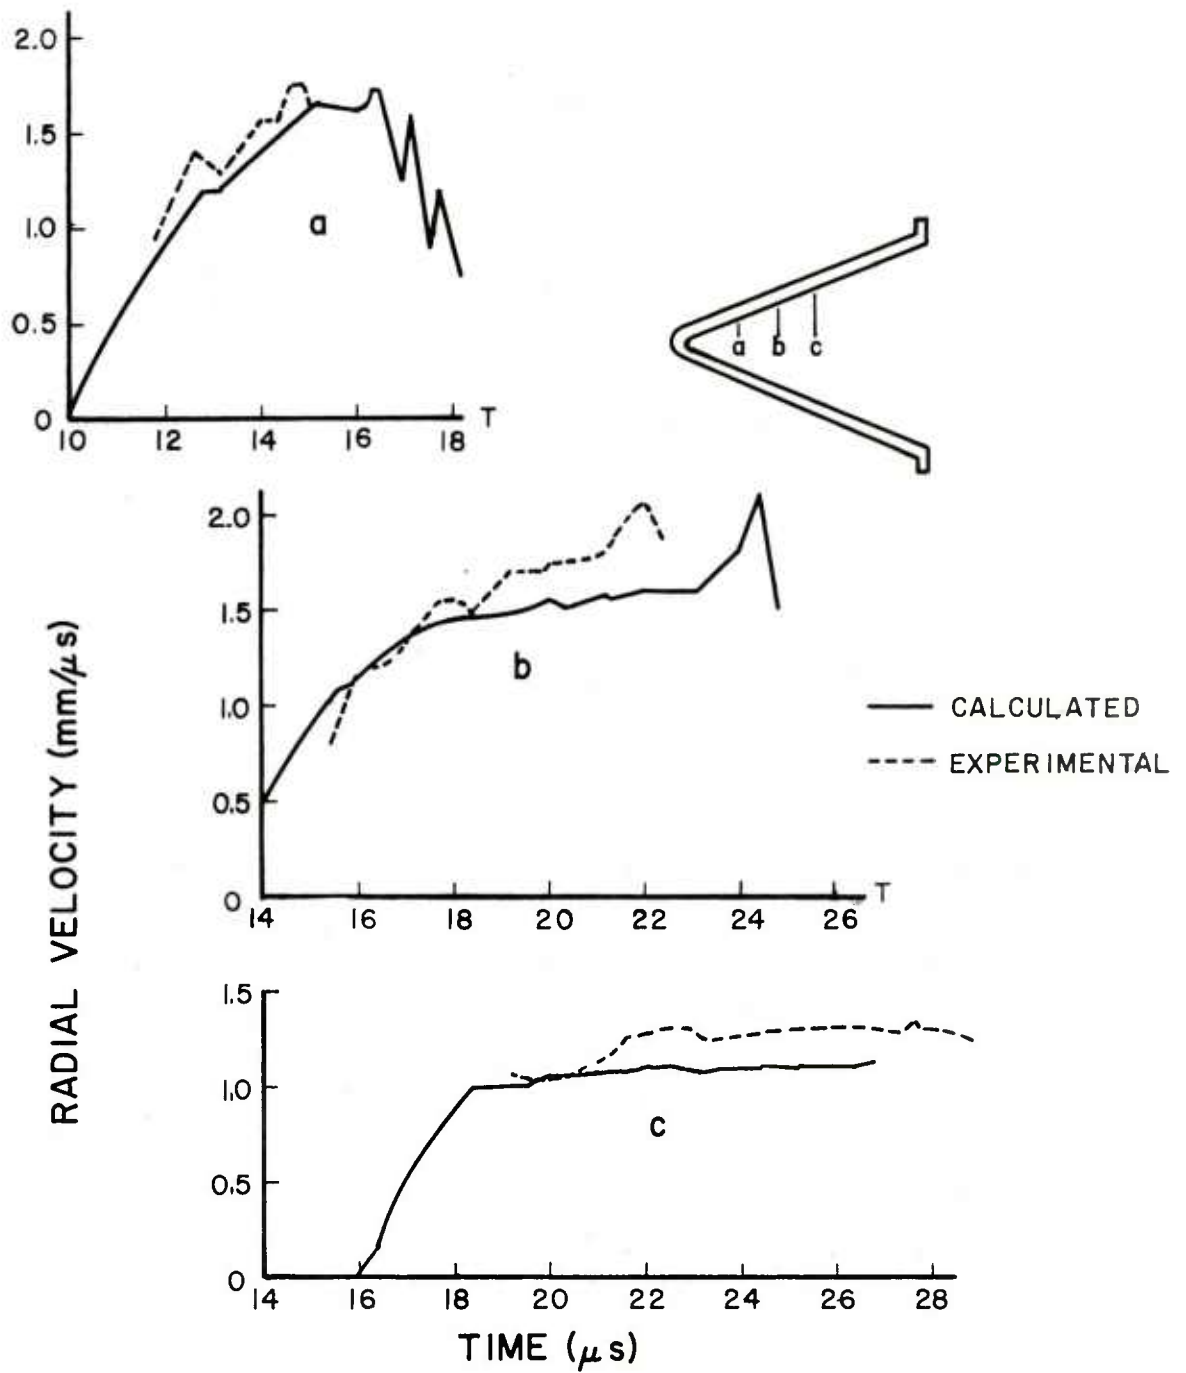 2.0
1.5
1.0
0.5
0
10 12 14 16 18 T
a
a b c
2.0
1.5
1.0
0.5
0
14 16 18 20 22 24 26 T
b
CALCULATED
EXPERIMENTAL
RADIAL VELOCITY (mm/μs)
1.5
1.0
0.5
0
14 16 18 20 22 24 26 28
c
TIME (μs)